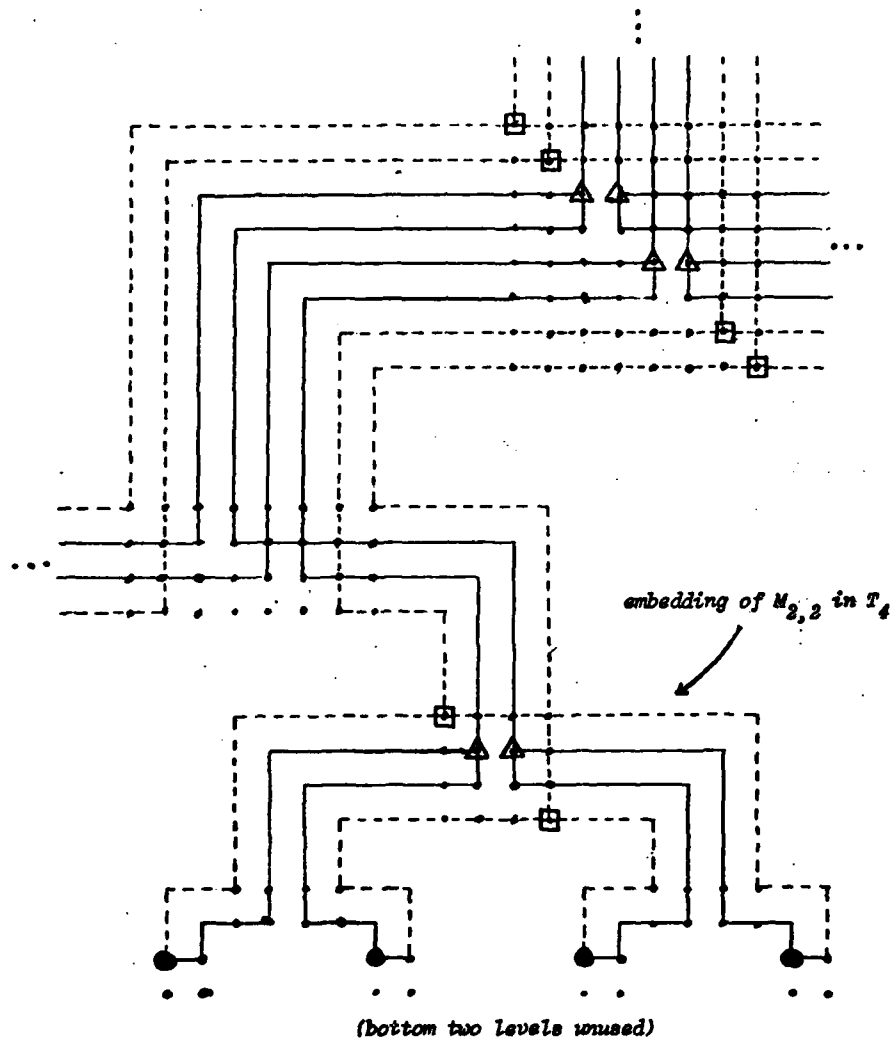 embedding of M2,2 in T4
(bottom two levels unused)